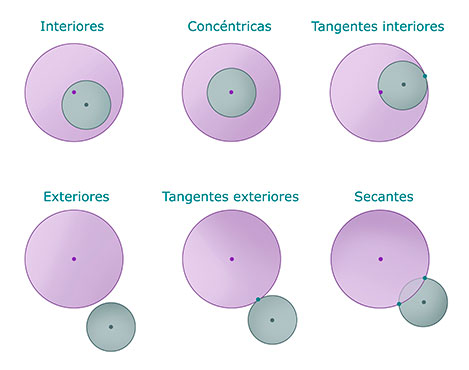 Interiores
Concéntricas
Tangentes interiores
Exteriores
Tangentes exteriores
Secantes